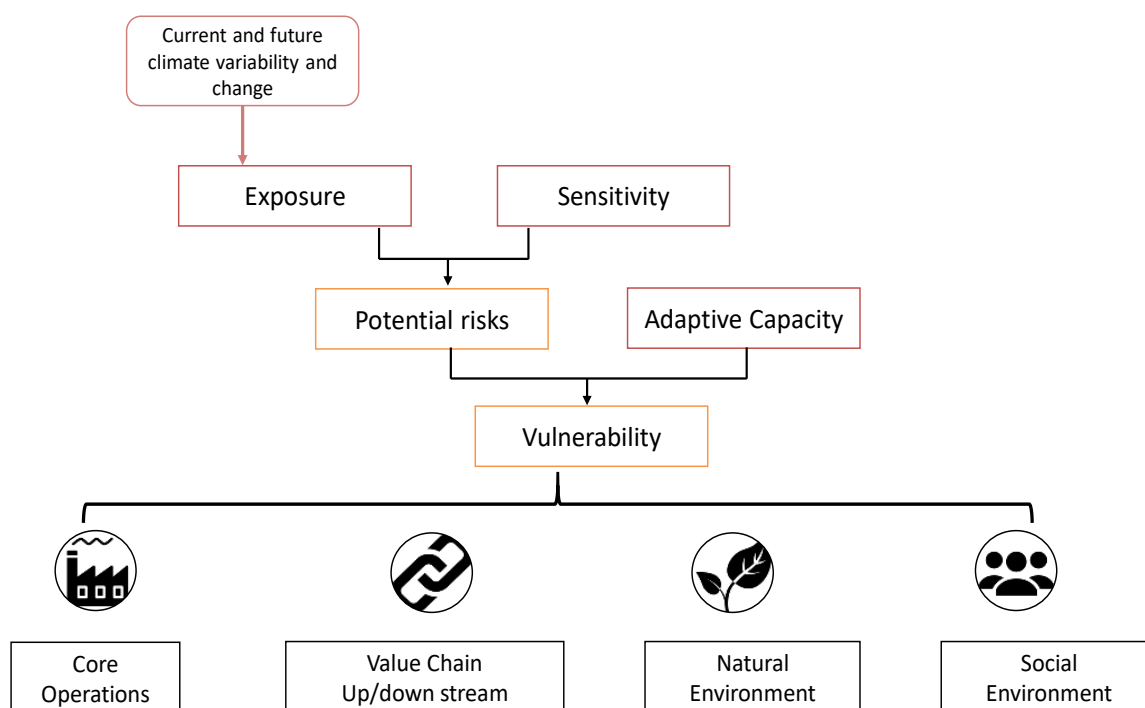 Current and future
climate variability and
change
Exposure
Sensitivity
Potential risks
Adaptive Capacity
Vulnerability
Core
Operations
Value Chain
Up/down stream
Natural
Environment
Social
Environment